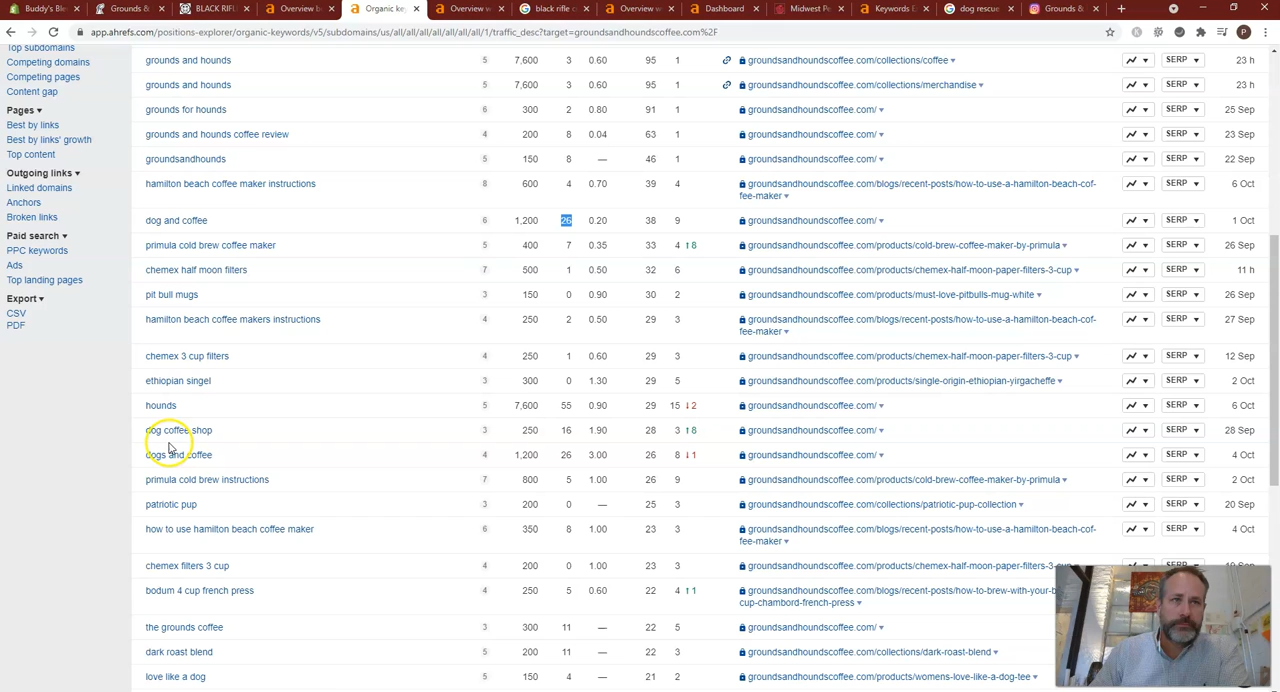 Buddy's Ble
Grounds &
BLACK RIFL
Overview b
Organic ke
Overview w
black rifle c
Overview w
Dashboard
Midwest Pe
Keywords E
dog rescue
Grounds &
app.ahrefs.com/positions-explorer/organic-keywords/v5/subdomains/us/all/all/all/all/all/all/all/1/traffic_desc?target=groundsandhoundscoffee.com%2F
Top subdomains
Competing domains
Competing pages
Content gap
Pages
Best by links
Best by links' growth
Top content
Outgoing links
Linked domains
Anchors
Broken links
Paid search
PPC keywords
Ads
Top landing pages
Export
CSV
PDF
grounds and hounds 5 7,600 3 0.60 95 1 groundsandhoundscoffee.com/collections/coffee SERP 23 h
grounds and hounds 5 7,600 3 0.60 95 1 groundsandhoundscoffee.com/collections/merchandise SERP 23 h
grounds for hounds 6 300 2 0.80 91 1 groundsandhoundscoffee.com/ SERP 25 Sep
grounds and hounds coffee review 4 200 8 0.04 63 1 groundsandhoundscoffee.com/ SERP 23 Sep
groundsandhounds 5 150 8 — 46 1 groundsandhoundscoffee.com/ SERP 22 Sep
hamilton beach coffee maker instructions 8 600 4 0.70 39 4 groundsandhoundscoffee.com/blogs/recent-posts/how-to-use-a-hamilton-beach-cof-
fee-maker SERP 6 Oct
dog and coffee 6 1,200 26 0.20 38 9 groundsandhoundscoffee.com/ SERP 1 Oct
primula cold brew coffee maker 5 400 7 0.35 33 4 ↑8 groundsandhoundscoffee.com/products/cold-brew-coffee-maker-by-primula SERP 26 Sep
chemex half moon filters 7 500 1 0.50 32 6 groundsandhoundscoffee.com/products/chemex-half-moon-paper-filters-3-cup SERP 11 h
pit bull mugs 3 150 0 0.90 30 2 groundsandhoundscoffee.com/products/must-love-pitbulls-mug-white SERP 26 Sep
hamilton beach coffee makers instructions 4 250 2 0.50 29 3 groundsandhoundscoffee.com/blogs/recent-posts/how-to-use-a-hamilton-beach-cof-
fee-maker SERP 27 Sep
chemex 3 cup filters 4 250 1 0.60 29 3 groundsandhoundscoffee.com/products/chemex-half-moon-paper-filters-3-cup SERP 12 Sep
ethiopian singel 3 300 0 1.30 29 5 groundsandhoundscoffee.com/products/single-origin-ethiopian-yirgacheffe SERP 2 Oct
hounds 5 7,600 55 0.90 29 15 ↓2 groundsandhoundscoffee.com/ SERP 6 Oct
dog coffee shop 3 250 16 1.90 28 3 ↑8 groundsandhoundscoffee.com/ SERP 28 Sep
dogs and coffee 4 1,200 26 3.00 26 8 ↓1 groundsandhoundscoffee.com/ SERP 4 Oct
primula cold brew instructions 7 800 5 1.00 26 9 groundsandhoundscoffee.com/products/cold-brew-coffee-maker-by-primula SERP 2 Oct
patriotic pup 3 200 0 — 25 3 groundsandhoundscoffee.com/collections/patriotic-pup-collection SERP 20 Sep
how to use hamilton beach coffee maker 6 350 8 1.00 23 3 groundsandhoundscoffee.com/blogs/recent-posts/how-to-use-a-hamilton-beach-cof-
fee-maker SERP 4 Oct
chemex filters 3 cup 4 200 0 1.00 23 3 groundsandhoundscoffee.com/products/chemex-half-moon-paper-filters-3-cup
bodum 4 cup french press 4 250 5 0.60 22 4 ↑1 groundsandhoundscoffee.com/blogs/recent-posts/how-to-brew-with-your-b
cup-chambord-french-press
the grounds coffee 3 300 11 — 22 5 groundsandhoundscoffee.com/
dark roast blend 5 200 11 — 22 3 groundsandhoundscoffee.com/collections/dark-roast-blend
love like a dog 5 150 4 — 21 2 groundsandhoundscoffee.com/products/womens-love-like-a-dog-tee